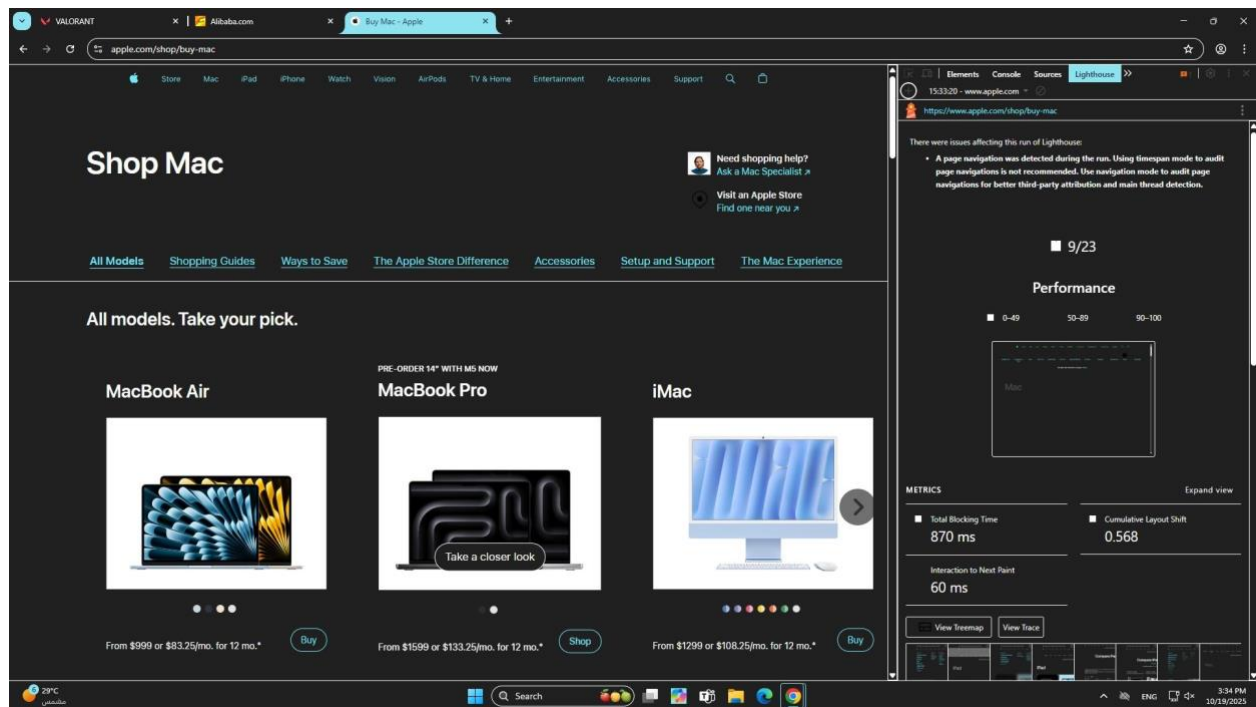 VALORANT
Alibaba.com
Buy Mac - Apple
apple.com/shop/buy-mac
Store Mac iPad iPhone Watch Vision AirPods TV & Home Entertainment Accessories Support
Shop Mac
Need shopping help?
Ask a Mac Specialist ↗
Visit an Apple Store
Find one near you ↗
All Models Shopping Guides Ways to Save The Apple Store Difference Accessories Setup and Support The Mac Experience
All models. Take your pick.
MacBook Air
From $999 or $83.25/mo. for 12 mo.*
Buy
PRE-ORDER 14" WITH M5 NOW
MacBook Pro
Take a closer look
From $1599 or $133.25/mo. for 12 mo.*
Shop
iMac
From $1299 or $108.25/mo. for 12 mo.*
Buy
Elements Console Sources Lighthouse
15:33:20 - www.apple.com
https://www.apple.com/shop/buy-mac
There were issues affecting this run of Lighthouse:
• A page navigation was detected during the run. Using timespan mode to audit
page navigations is not recommended. Use navigation mode to audit page
navigations for better third-party attribution and main thread detection.
9/23
Performance
0–49 50–89 90–100
Mac
METRICS
Expand view
Total Blocking Time
870 ms
Cumulative Layout Shift
0.568
Interaction to Next Paint
60 ms
View Treemap
View Trace
29°C
مشمس
Search
ENG
3:34 PM
10/19/2025